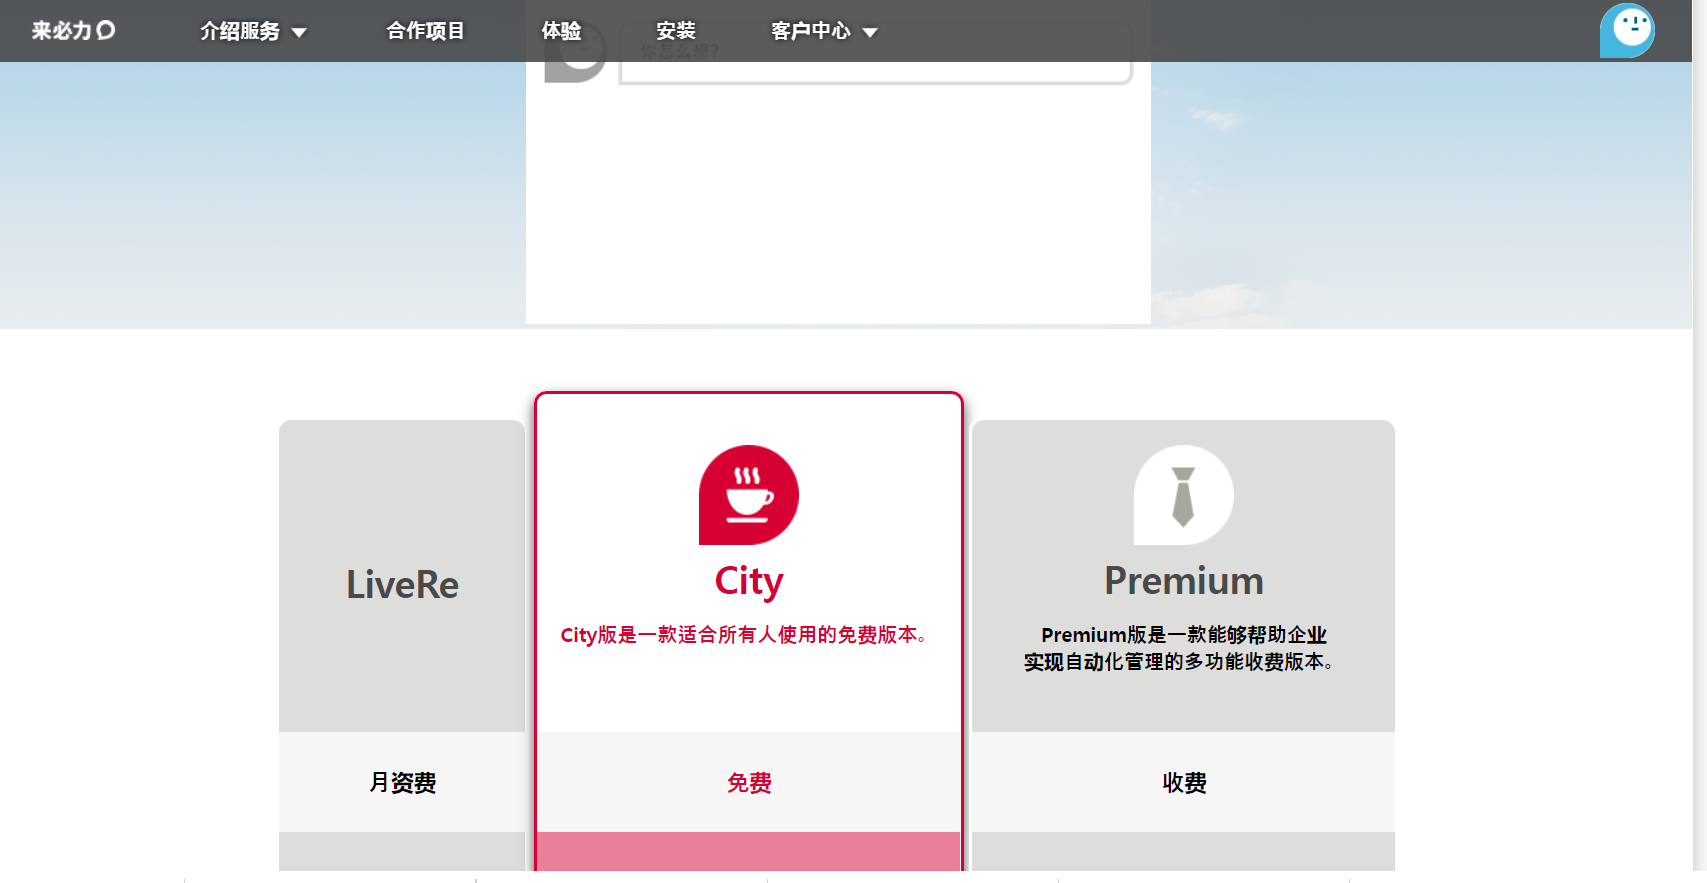 来必力
介绍服务
合作项目
体验
安装
客户中心
你怎么想?
LiveRe
City
City版是一款适合所有人使用的免费版本。
Premium
Premium版是一款能够帮助企业
实现自动化管理的多功能收费版本。
月资费
免费
收费